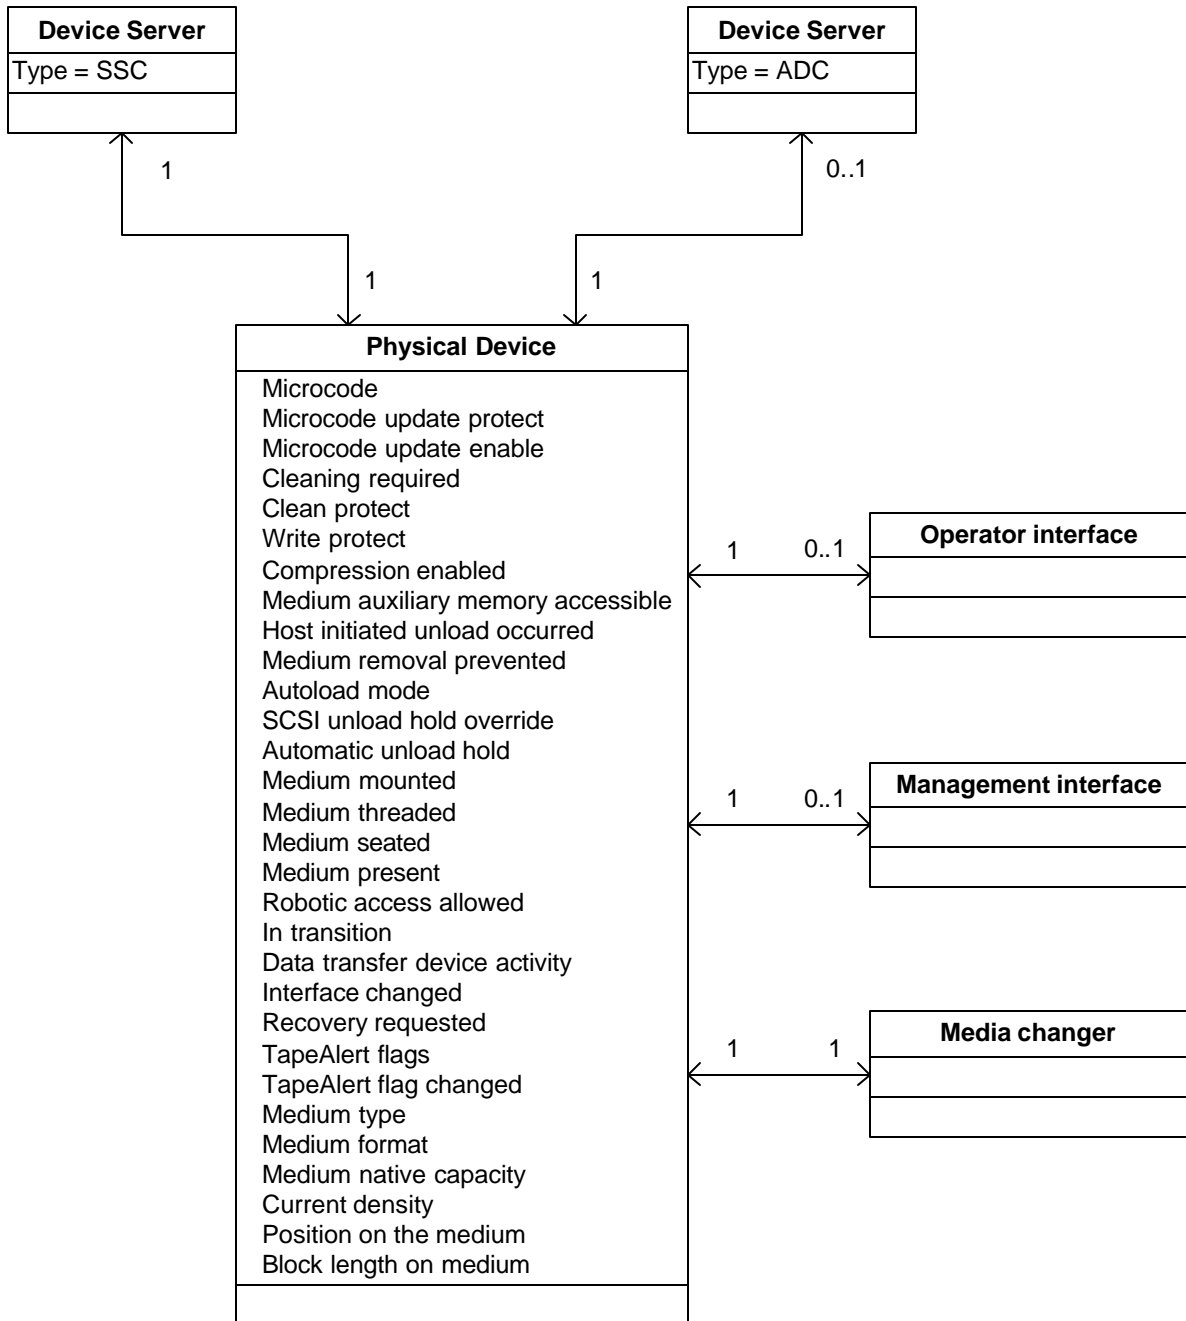 Device Server
Type = SSC
Device Server
Type = ADC
1
0..1
1
1
Physical Device
Microcode
Microcode update protect
Microcode update enable
Cleaning required
Clean protect
Write protect
Compression enabled
Medium auxiliary memory accessible
Host initiated unload occurred
Medium removal prevented
Autoload mode
SCSI unload hold override
Automatic unload hold
Medium mounted
Medium threaded
Medium seated
Medium present
Robotic access allowed
In transition
Data transfer device activity
Interface changed
Recovery requested
TapeAlert flags
TapeAlert flag changed
Medium type
Medium format
Medium native capacity
Current density
Position on the medium
Block length on medium
1 0..1
Operator interface
1 0..1
Management interface
1 1
Media changer